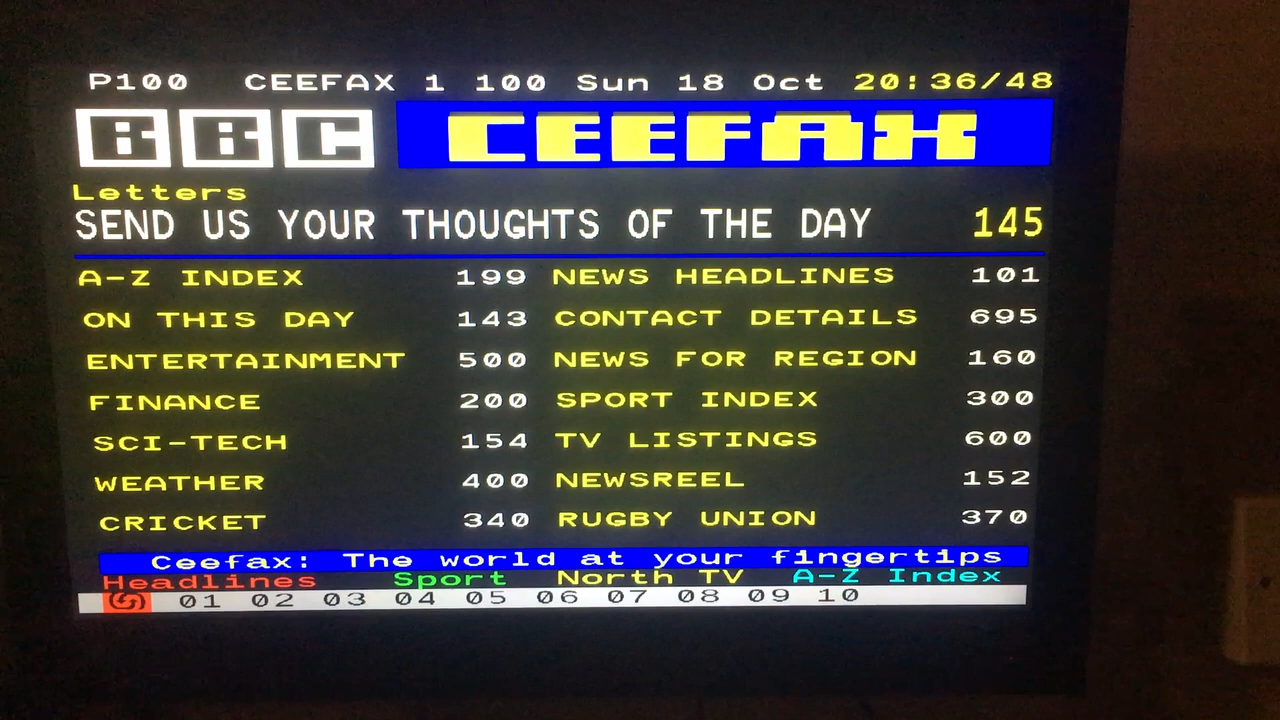 P100 CEEFAX 1 100 Sun 18 Oct 20:36/48
BBC CEEFAX
Letters
SEND US YOUR THOUGHTS OF THE DAY 145
A-Z INDEX 199 NEWS HEADLINES 101
ON THIS DAY 143 CONTACT DETAILS 695
ENTERTAINMENT 500 NEWS FOR REGION 160
FINANCE 200 SPORT INDEX 300
SCI-TECH 154 TV LISTINGS 600
WEATHER 400 NEWSREEL 152
CRICKET 340 RUGBY UNION 370
Ceefax: The world at your fingertips
Headlines Sport North TV A-Z Index
01 02 03 04 05 06 07 08 09 10